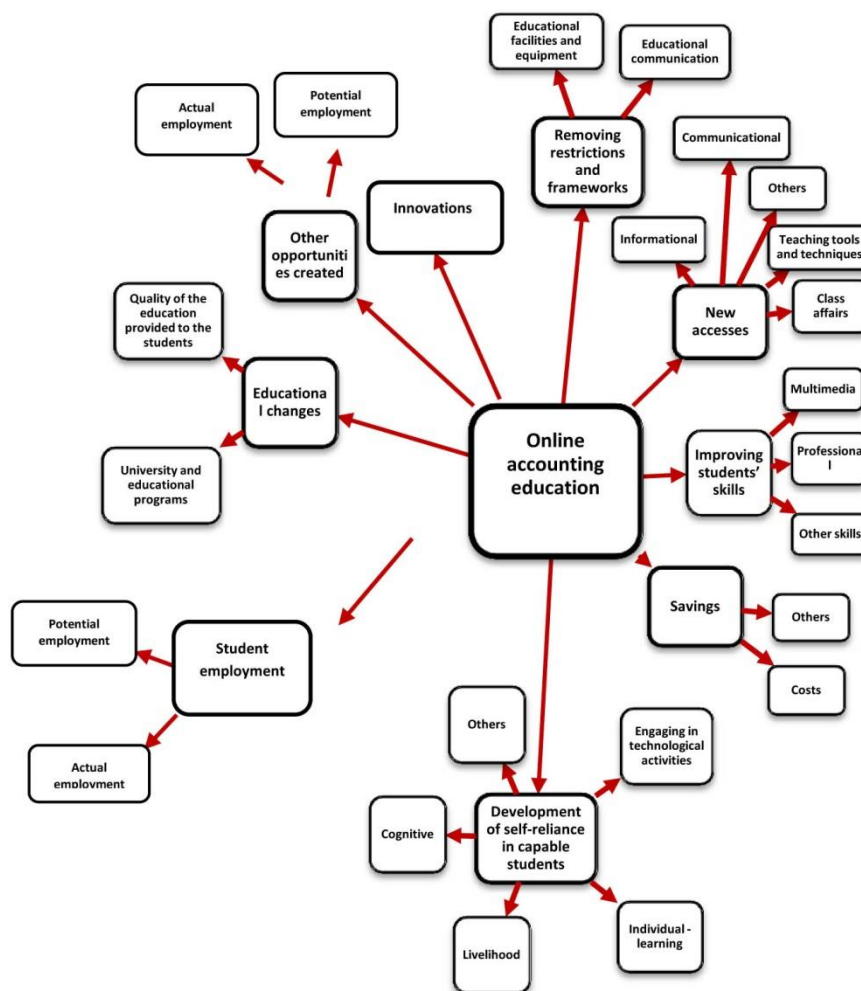 Educational
facilities and
equipment
Educational
communication
Actual
employment
Potential
employment
Removing
restrictions
and
frameworks
Communicational
Others
Innovations
Informational
Teaching tools
and techniques
Other
opportuniti
es created
New
accesses
Class
affairs
Quality of the
education
provided to the
students
Educationa
l changes
Multimedia
Online
accounting
education
Improving
students’
skills
Professiona
l
University and
educational
programs
Other skills
Savings
Others
Costs
Potential
employment
Student
employment
Actual
employment
Others
Engaging in
technological
activities
Cognitive
Development
of self-reliance
in capable
students
Livelihood
Individual -
learning